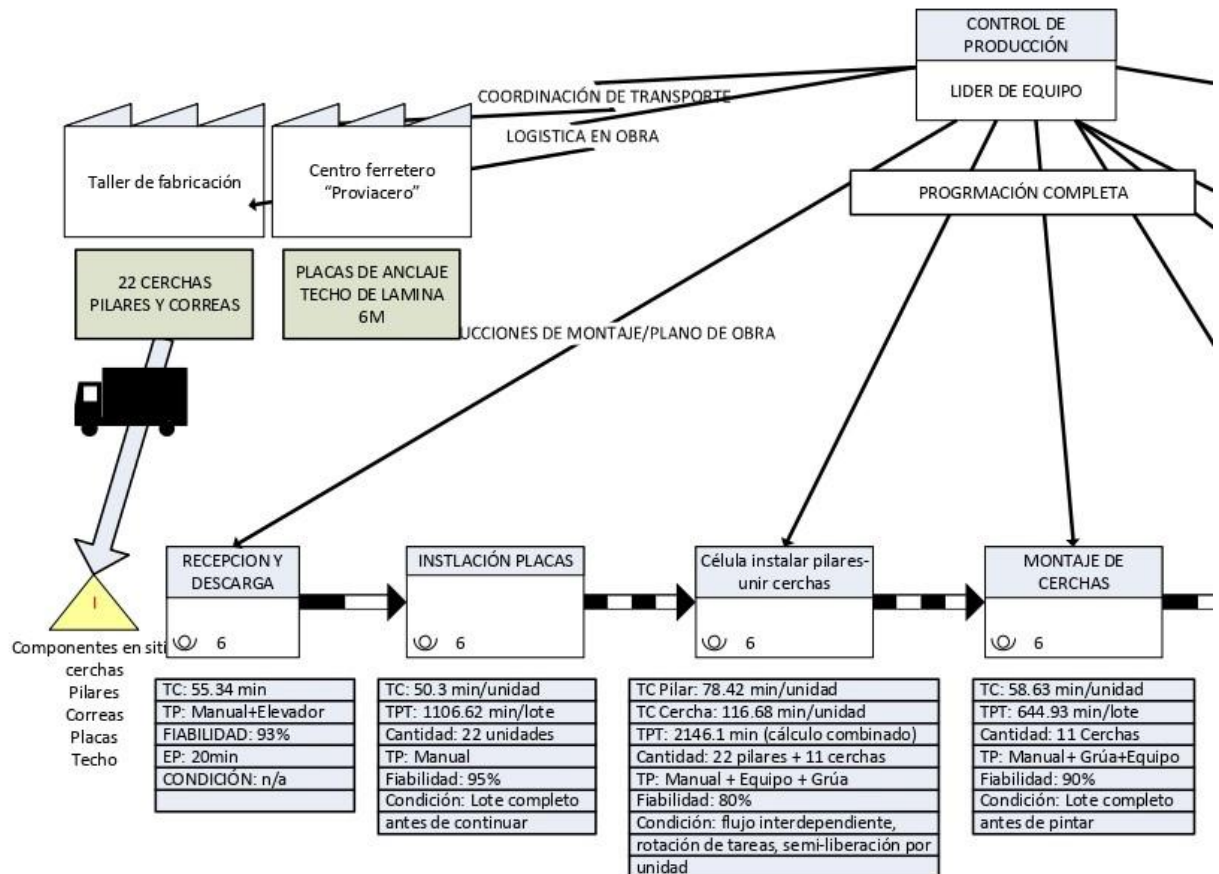 CONTROL DE
PRODUCCIÓN
LIDER DE EQUIPO
COORDINACIÓN DE TRANSPORTE
LOGISTICA EN OBRA
Taller de fabricación
Centro ferretero
“Proviacero”
PROGRMACIÓN COMPLETA
22 CERCHAS
PILARES Y CORREAS
PLACAS DE ANCLAJE
TECHO DE LAMINA
6M
UCCIONES DE MONTAJE/PLANO DE OBRA
I
Componentes en siti
cerchas
Pilares
Correas
Placas
Techo
RECEPCION Y
DESCARGA
6
TC: 55.34 min
TP: Manual+Elevador
FIABILIDAD: 93%
EP: 20min
CONDICIÓN: n/a
INSTLACIÓN PLACAS
6
TC: 50.3 min/unidad
TPT: 1106.62 min/lote
Cantidad: 22 unidades
TP: Manual
Fiabilidad: 95%
Condición: Lote completo
antes de continuar
Célula instalar pilares-
unir cerchas
6
TC Pilar: 78.42 min/unidad
TC Cercha: 116.68 min/unidad
TPT: 2146.1 min (cálculo combinado)
Cantidad: 22 pilares + 11 cerchas
TP: Manual + Equipo + Grúa
Fiabilidad: 80%
Condición: flujo interdependiente,
rotación de tareas, semi-liberación por
unidad
MONTAJE DE
CERCHAS
6
TC: 58.63 min/unidad
TPT: 644.93 min/lote
Cantidad: 11 Cerchas
TP: Manual+ Grúa+Equipo
Fiabilidad: 90%
Condición: Lote completo
antes de pintar